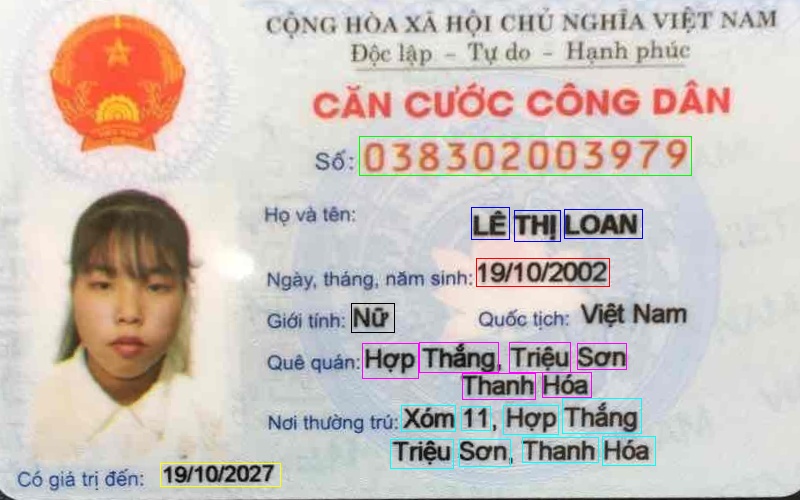 CỘNG HÒA XÃ HỘI CHỦ NGHĨA VIỆT NAM
Độc lập - Tự do - Hạnh phúc
CĂN CƯỚC CÔNG DÂN
Số: 038302003979
Họ và tên: LÊ THỊ LOAN
Ngày, tháng, năm sinh: 19/10/2002
Giới tính: Nữ Quốc tịch: Việt Nam
Quê quán: Hợp Thắng, Triệu Sơn
Thanh Hóa
Nơi thường trú: Xóm 11, Hợp Thắng
Triệu Sơn, Thanh Hóa
Có giá trị đến: 19/10/2027